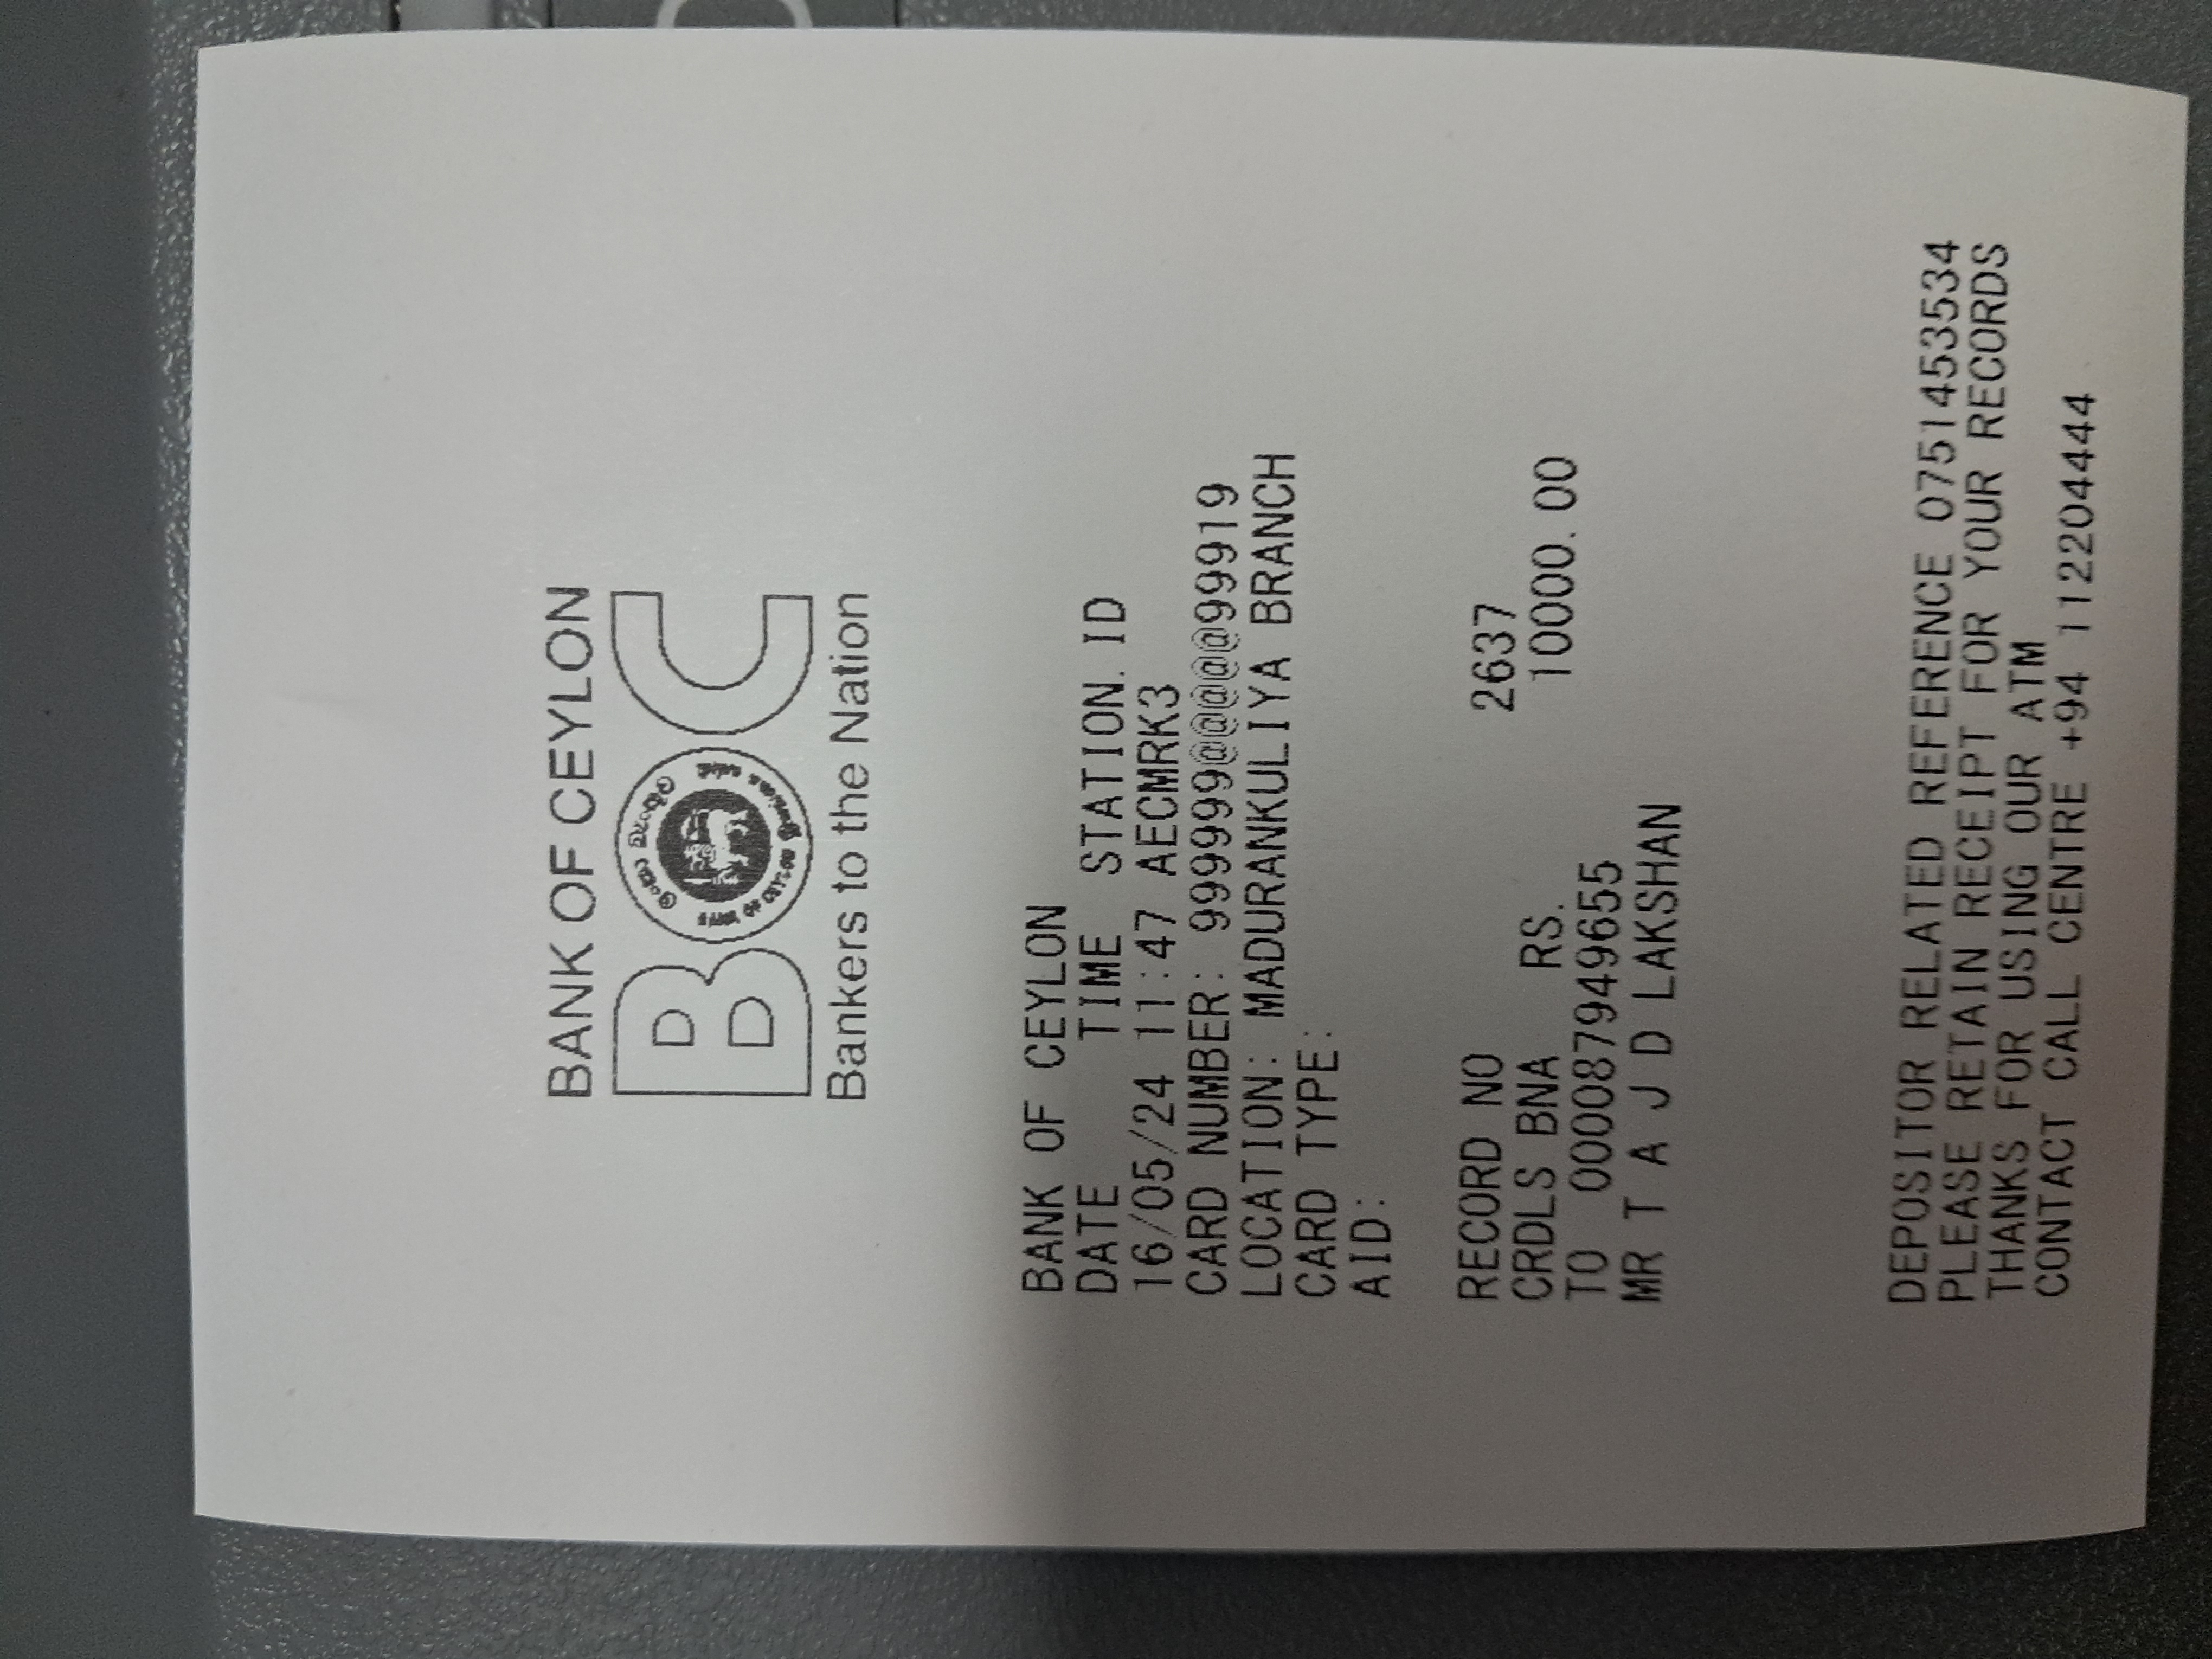 BANK OF CEYLON
BOC
Bankers to the Nation
BANK OF CEYLON
DATE TIME STATION. ID
16/05/24 11:47 AECMRK3
CARD NUMBER: 999999@@@@@99919
LOCATION: MADURANKULIYA BRANCH
CARD TYPE:
AID:
RECORD NO 2637
CRDLS BNA RS. 10000.00
TO 000087949655
MR T A J D LAKSHAN
DEPOSITOR RELATED REFERENCE 0751453534
PLEASE RETAIN RECEIPT FOR YOUR RECORDS
THANKS FOR USING OUR ATM
CONTACT CALL CENTRE +94 112204444